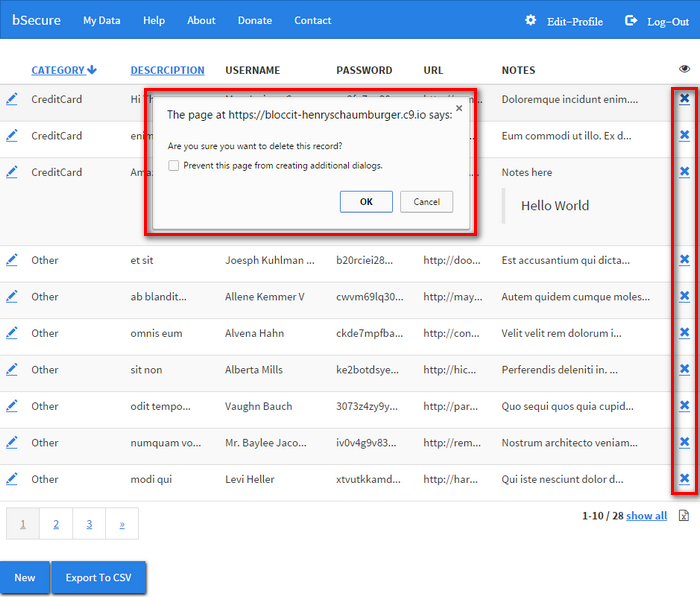 bSecure My Data Help About Donate Contact Edit-Profile Log-Out
CATEGORY DESCRCIPTION USERNAME PASSWORD URL NOTES
CreditCard Hi Doloremque incidunt enim....
The page at https://bloccit-henryschaumburger.c9.io says:
Are you sure you want to delete this record?
Prevent this page from creating additional dialogs.
OK Cancel
CreditCard Eum commodi ut illo. Ex d...
CreditCard Notes here
Hello World
Other et sit Joesph Kuhlman ... b20rciei28... http://doo... Est accusantium qui dicta...
Other ab blandit... Allene Kemmer V cwvm69lq30... http://may... Autem quidem cumque moles...
Other omnis eum Alvena Hahn ckde7mpfba... http://con... Velit velit rem dolorum i...
Other sit non Alberta Mills ke2botdsye... http://hic... Perferendis deleniti in. ...
Other odit tempo... Vaughn Bauch 3073z4zy9y... http://par... Quo sequi quos quia cupid...
Other numquam vo... Mr. Baylee Jaco... iv0v4g9v83... http://rem... Nostrum architecto veniam...
Other modi qui Levi Heller xtvutkkamd... http://har... Qui iste nesciunt dolor d...
1 2 3 » 1-10 / 28 show all
New Export To CSV